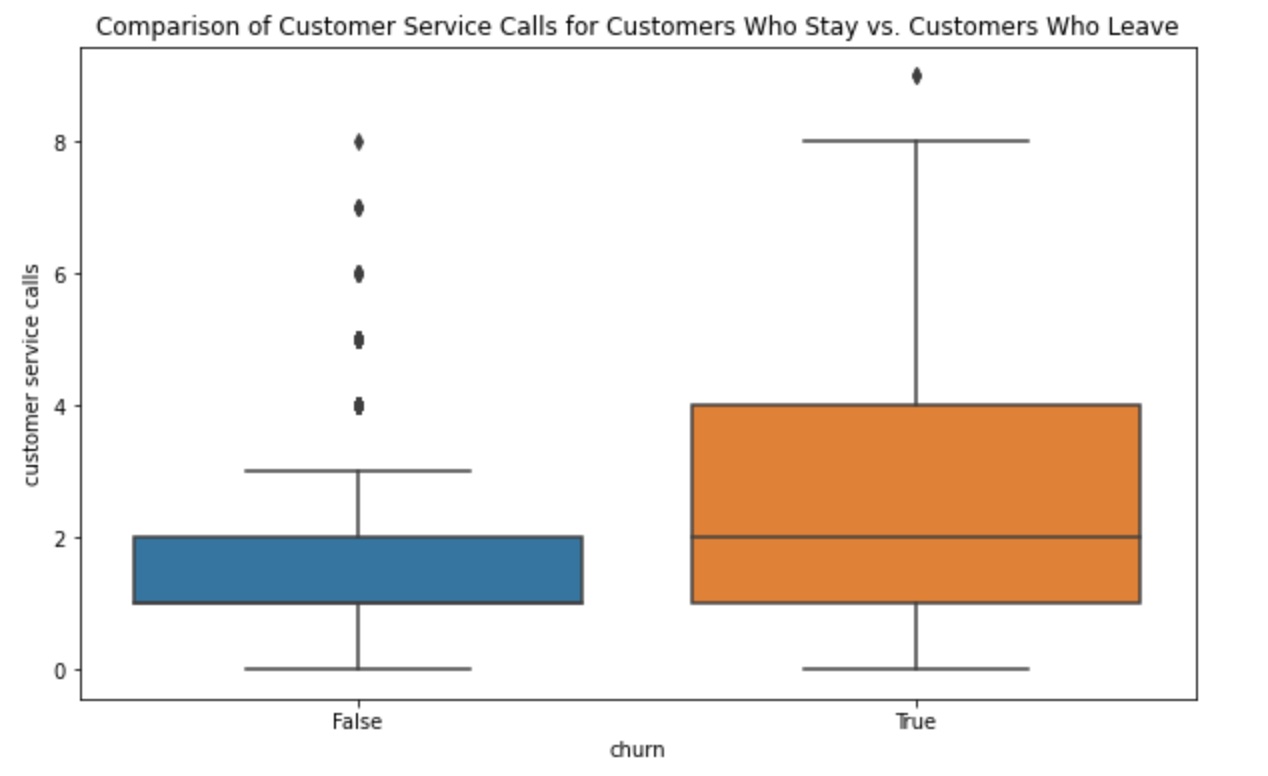 Comparison of Customer Service Calls for Customers Who Stay vs. Customers Who Leave
customer service calls
8
6
4
2
0
False
True
churn